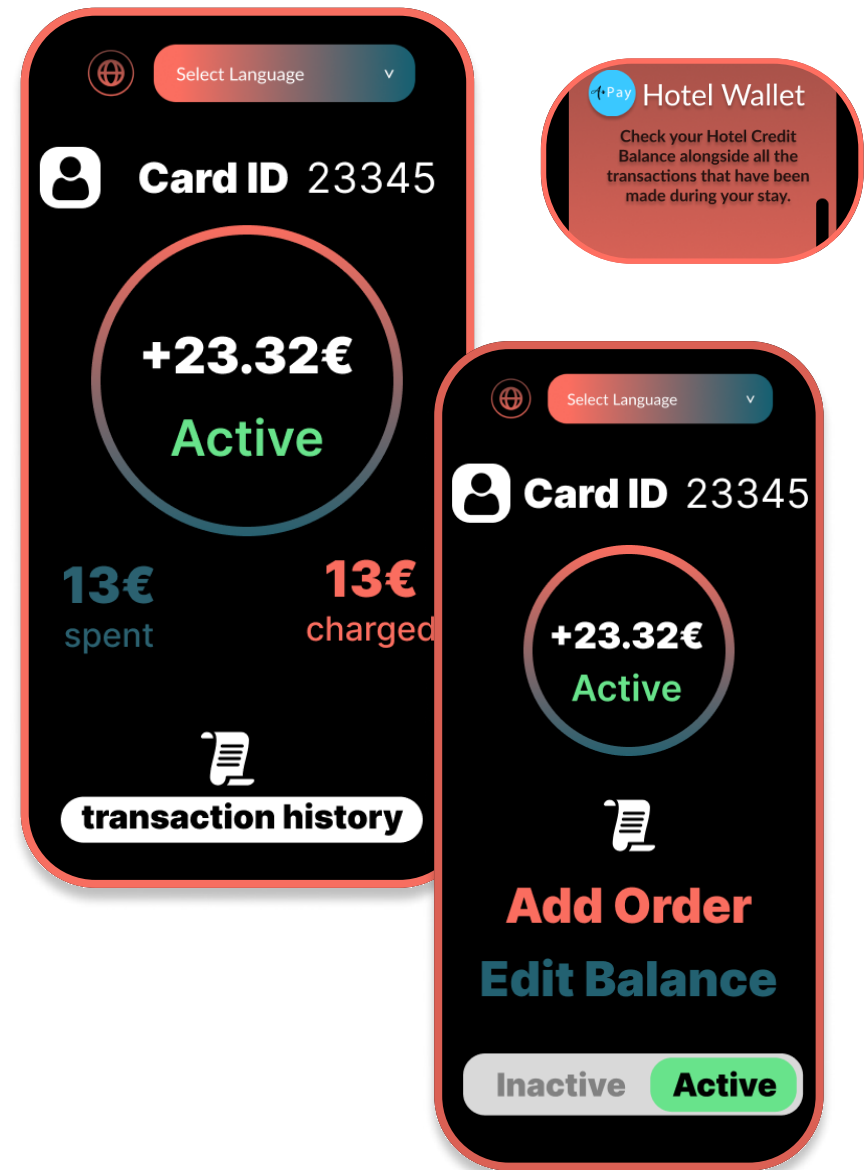 Select Language
Card ID 23345
+23.32€
Active
13€
spent
13€
charged
transaction history
Pay Hotel Wallet
Check your Hotel Credit
Balance alongside all the
transactions that have been
made during your stay.
Select Language
Card ID 23345
+23.32€
Active
Add Order
Edit Balance
Inactive Active